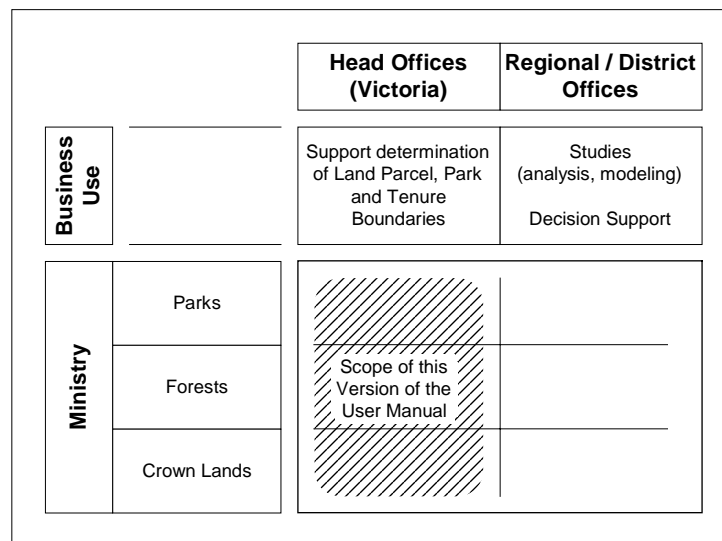 Head Offices
(Victoria)
Regional / District
Offices
Business
Use
Support determination
of Land Parcel, Park
and Tenure
Boundaries
Studies
(analysis, modeling)
Decision Support
Ministry
Parks
Forests
Crown Lands
Scope of this
Version of the
User Manual